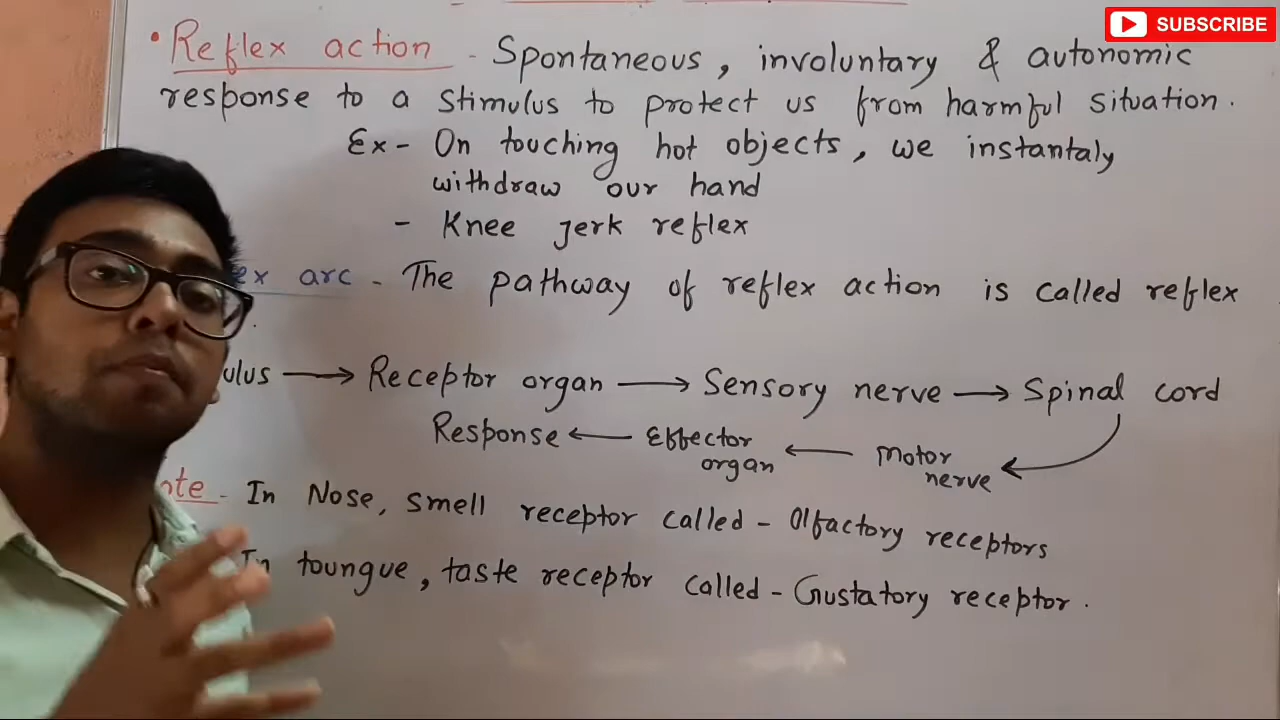 SUBSCRIBE
• Reflex action - Spontaneous, involuntary & autonomic
response to a stimulus to protect us from harmful situation.
Ex- On touching hot objects, we instantaly
withdraw our hand
- Knee jerk reflex
ex arc - The pathway of reflex action is called reflex
ulus → Receptor organ → Sensory nerve → Spinal cord
Response ← Effector organ ← Motor nerve ←
ote - In Nose, smell receptor called - Olfactory receptors
In toungue, taste receptor called - Gustatory receptor.